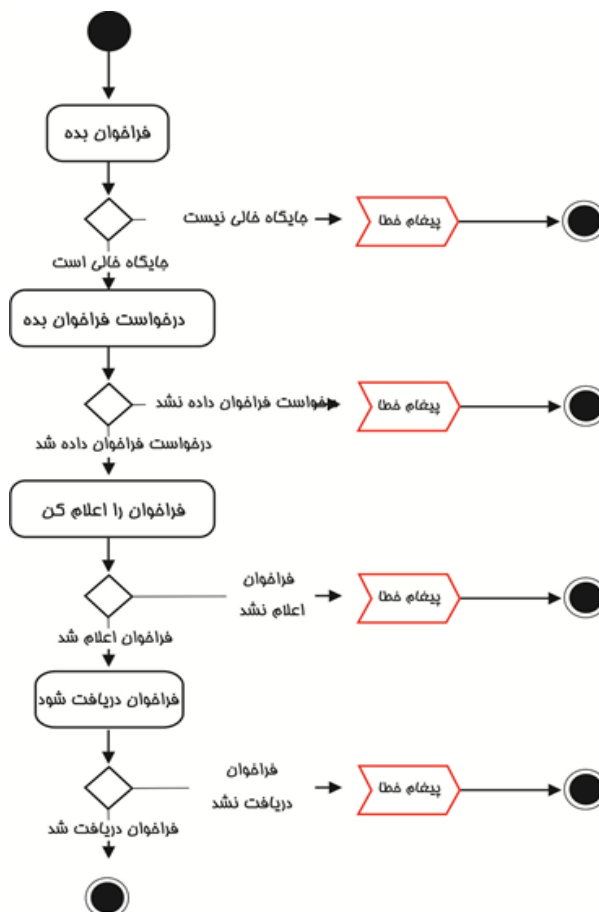 فراخوان بده
جایگاه خالی نیست
پیغام خطا
جایگاه خالی است
درخواست فراخوان بده
درخواست فراخوان داده نشد
پیغام خطا
درخواست فراخوان داده شد
فراخوان را اعلام کن
فراخوان
اعلام نشد
پیغام خطا
فراخوان اعلام شد
فراخوان دریافت شود
فراخوان
دریافت نشد
پیغام خطا
فراخوان دریافت شد